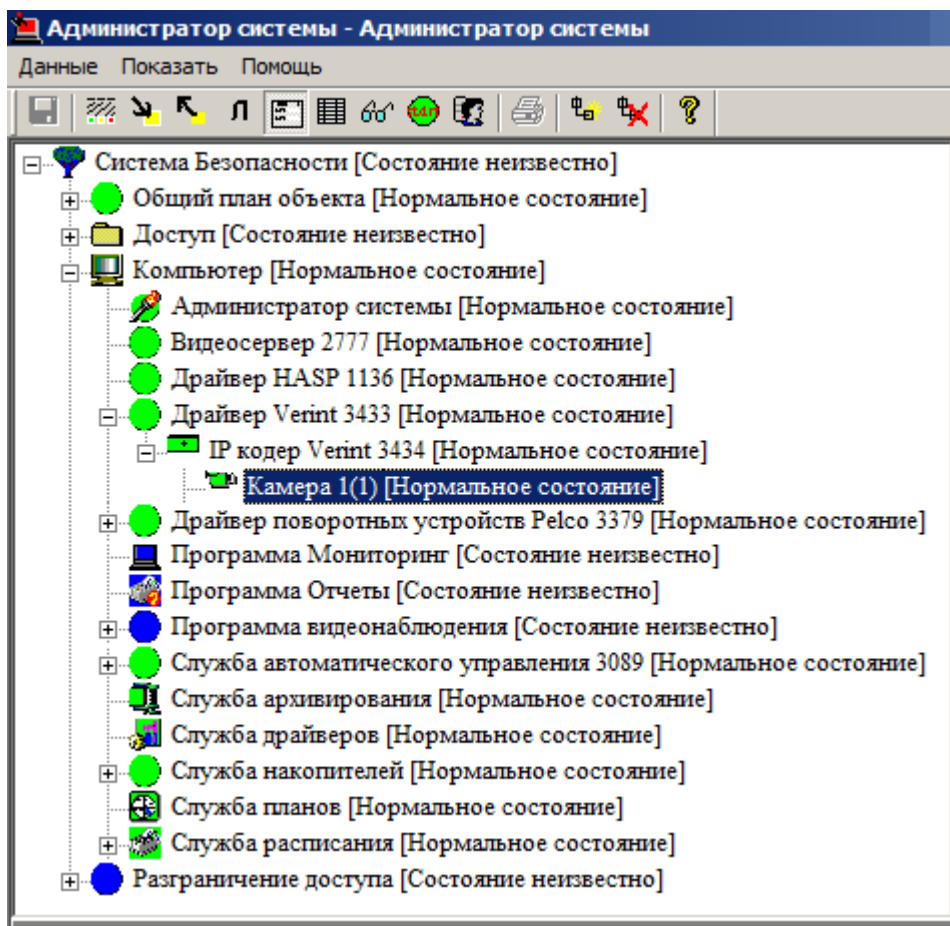 Администратор системы - Администратор системы
Данные Показать Помощь
Л
Система Безопасности [Состояние неизвестно]
Общий план объекта [Нормальное состояние]
Доступ [Состояние неизвестно]
Компьютер [Нормальное состояние]
Администратор системы [Нормальное состояние]
Видеосервер 2777 [Нормальное состояние]
Драйвер HASP 1136 [Нормальное состояние]
Драйвер Verint 3433 [Нормальное состояние]
IP кодер Verint 3434 [Нормальное состояние]
Камера 1(1) [Нормальное состояние]
Драйвер поворотных устройств Pelco 3379 [Нормальное состояние]
Программа Мониторинг [Состояние неизвестно]
Программа Отчеты [Состояние неизвестно]
Программа видеонаблюдения [Состояние неизвестно]
Служба автоматического управления 3089 [Нормальное состояние]
Служба архивирования [Нормальное состояние]
Служба драйверов [Нормальное состояние]
Служба накопителей [Нормальное состояние]
Служба планов [Нормальное состояние]
Служба расписания [Нормальное состояние]
Разграничение доступа [Состояние неизвестно]